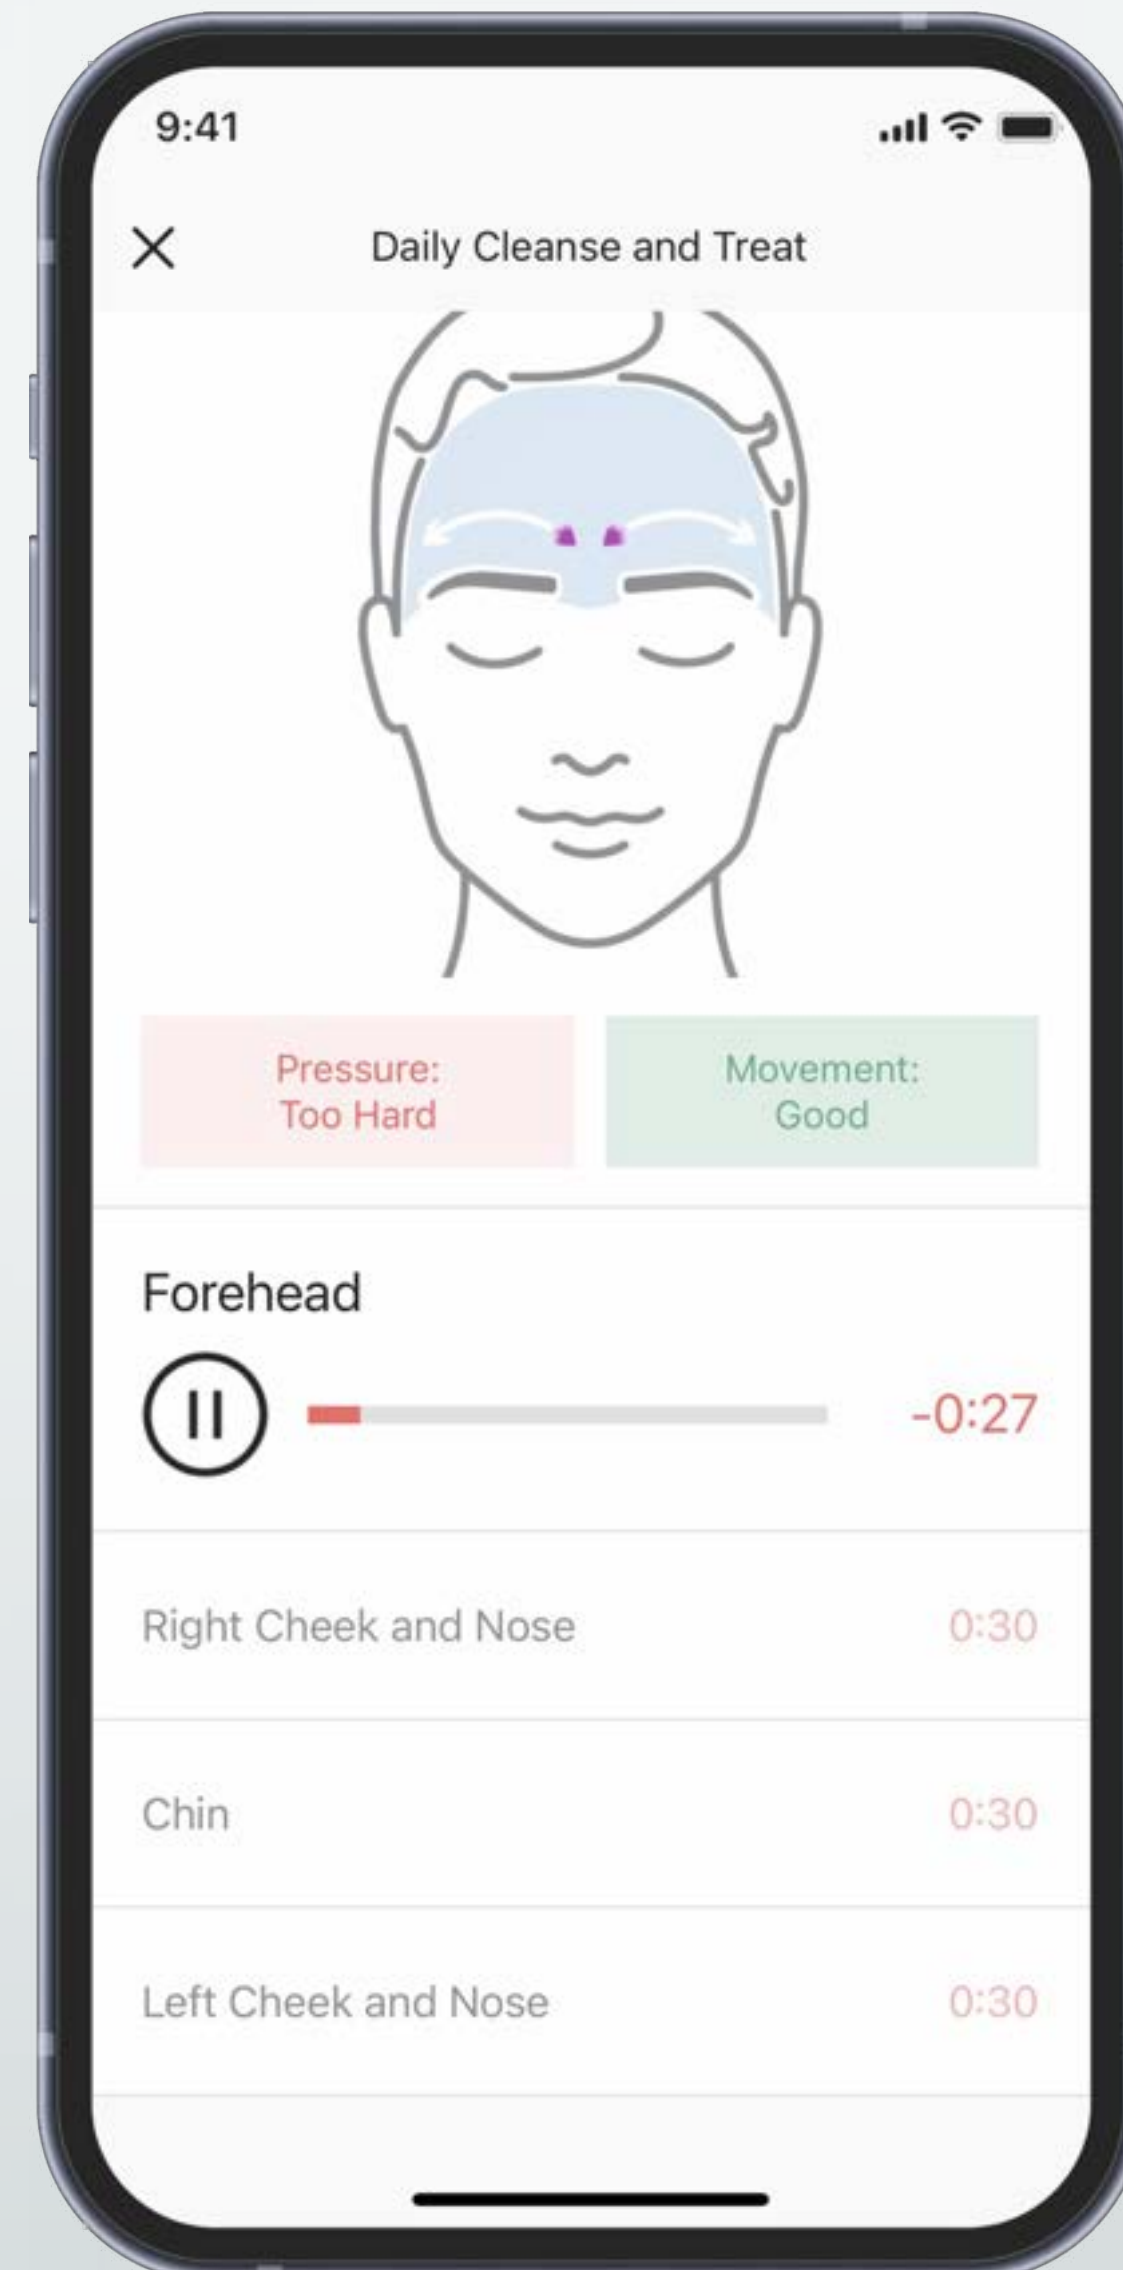 9:41
Daily Cleanse and Treat
Pressure:
Too Hard
Movement:
Good
Forehead
-0:27
Right Cheek and Nose
0:30
Chin
0:30
Left Cheek and Nose
0:30